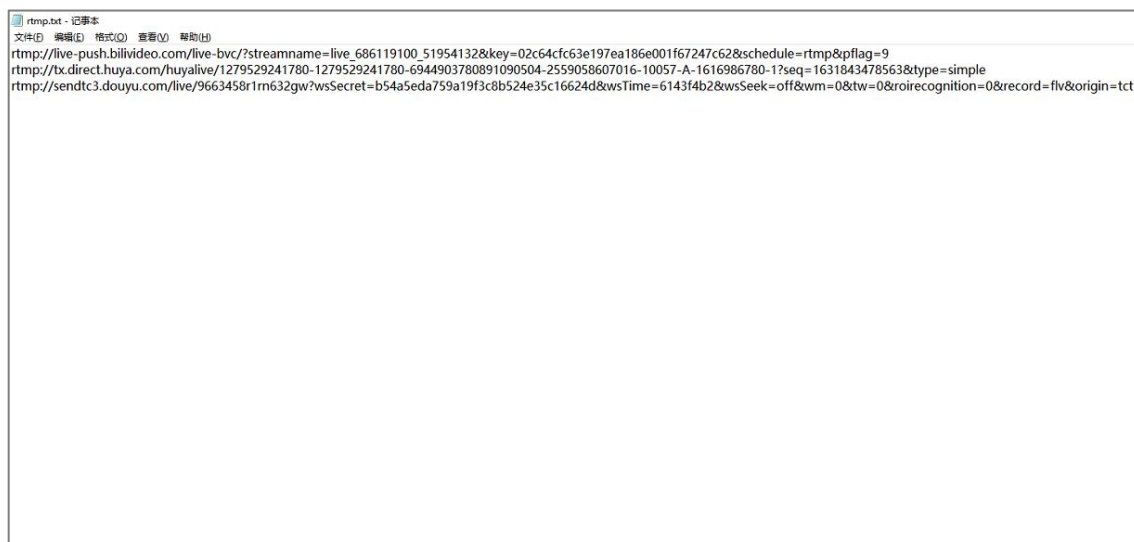 rtmp.txt - 记事本
文件(F) 编辑(E) 格式(O) 查看(V) 帮助(H)
rtmp://live-push.bilivideo.com/live-bvc/?streamname=live_686119100_51954132&key=02c64cfc63e197ea186e001f67247c62&schedule=rtmp&pflag=9
rtmp://tx.direct.huya.com/huyalive/1279529241780-1279529241780-6944903780891090504-2559058607016-10057-A-1616986780-1?seq=1631843478563&type=simple
rtmp://sendtc3.douyu.com/live/9663458r1rn632gw?wsSecret=b54a5eda759a19f3c8b524e35c16624d&wsTime=6143f4b2&wsSeek=off&wm=0&tw=0&roirecognition=0&record=flv&origin=tct